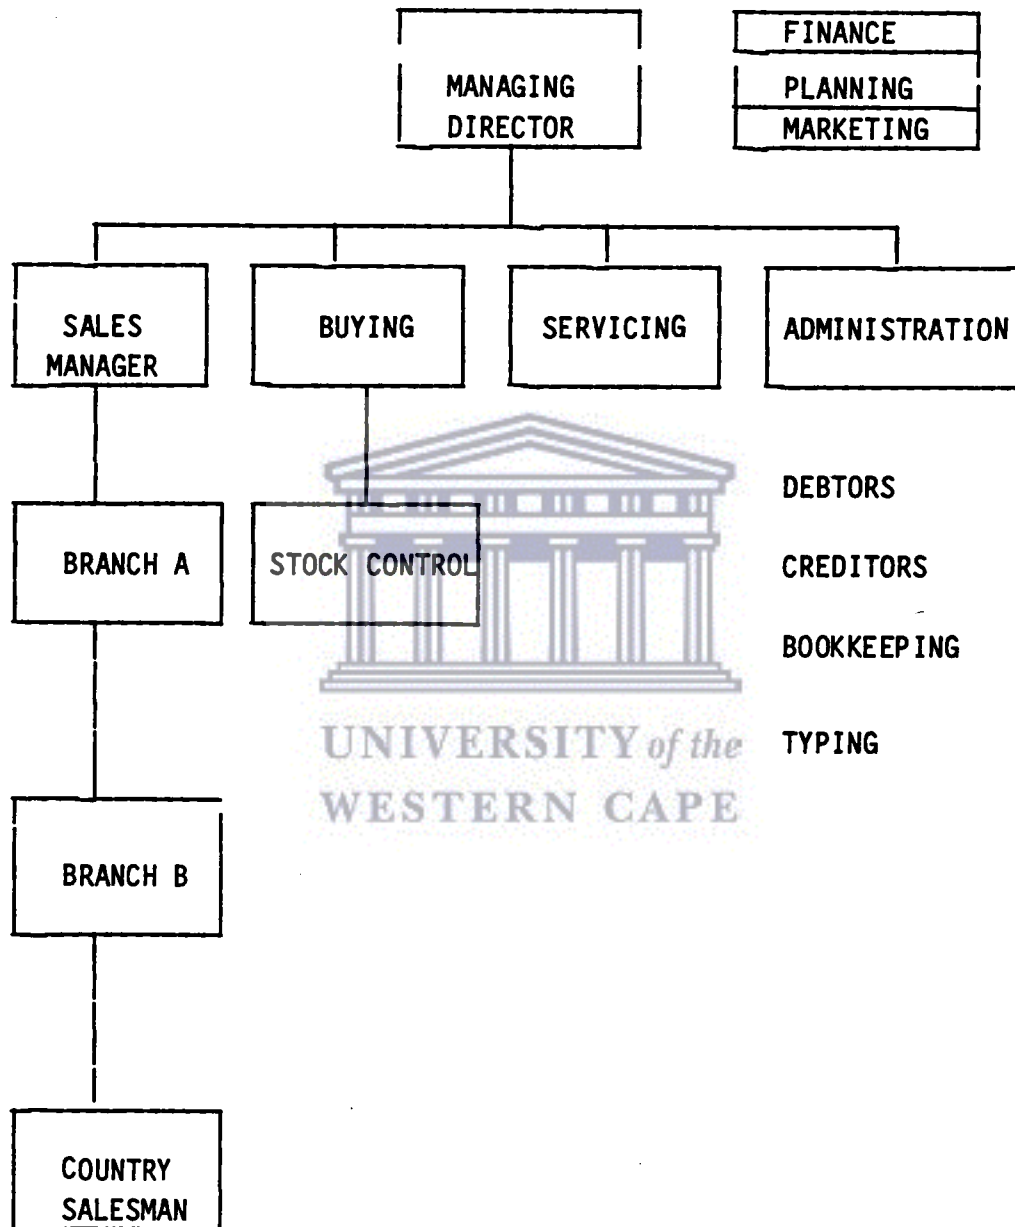 FINANCE
MANAGING
DIRECTOR
PLANNING
MARKETING
SALES
MANAGER
BUYING
SERVICING
ADMINISTRATION
DEBTORS
BRANCH A
STOCK CONTROL
CREDITORS
BOOKKEEPING
UNIVERSITY of the
WESTERN CAPE
TYPING
BRANCH B
COUNTRY
SALESMAN